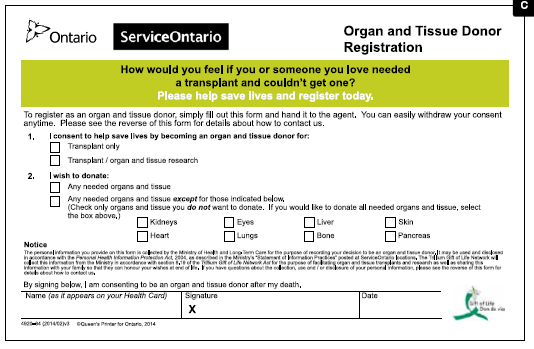 C
Ontario
ServiceOntario
Organ and Tissue Donor
Registration
How would you feel if you or someone you love needed
a transplant and couldn't get one?
Please help save lives and register today.
To register as an organ and tissue donor, simply fill out this form and hand it to the agent. You can easily withdraw your consent
anytime. Please see the reverse of this form for details about how to contact us.
1. I consent to help save lives by becoming an organ and tissue donor for:
Transplant only
Transplant / organ and tissue research
2. I wish to donate:
Any needed organs and tissue
Any needed organs and tissue except for those indicated below.
(Check only organs and tissue you do not want to donate. If you would like to donate all needed organs and tissue, select
the box above.)
Kidneys Eyes Liver Skin
Heart Lungs Bone Pancreas
Notice
The personal information you provide on this form is collected by the Ministry of Health and Long-Term Care for the purpose of recording your decision to be an organ and tissue donor. It may be used and disclosed
in accordance with the Personal Health Information Protection Act, 2004, as described in the Ministry's "Statement of Information Practices" posted at ServiceOntario locations. The Trillium Gift of Life Network will
collect this information from the Ministry in accordance with section 8.19 of the Trillium Gift of Life Network Act for the purpose of facilitating organ and tissue transplants and research as well as sharing this
information with your family so that they can honour your wishes at end of life. If you have questions about the collection, use and / or disclosure of your personal information, please see the reverse of this form for
details about how to contact us.
By signing below, I am consenting to be an organ and tissue donor after my death.
Name (as it appears on your Health Card) Signature Date
X
Gift of Life
Don de vie
©Queen's Printer for Ontario, 2014